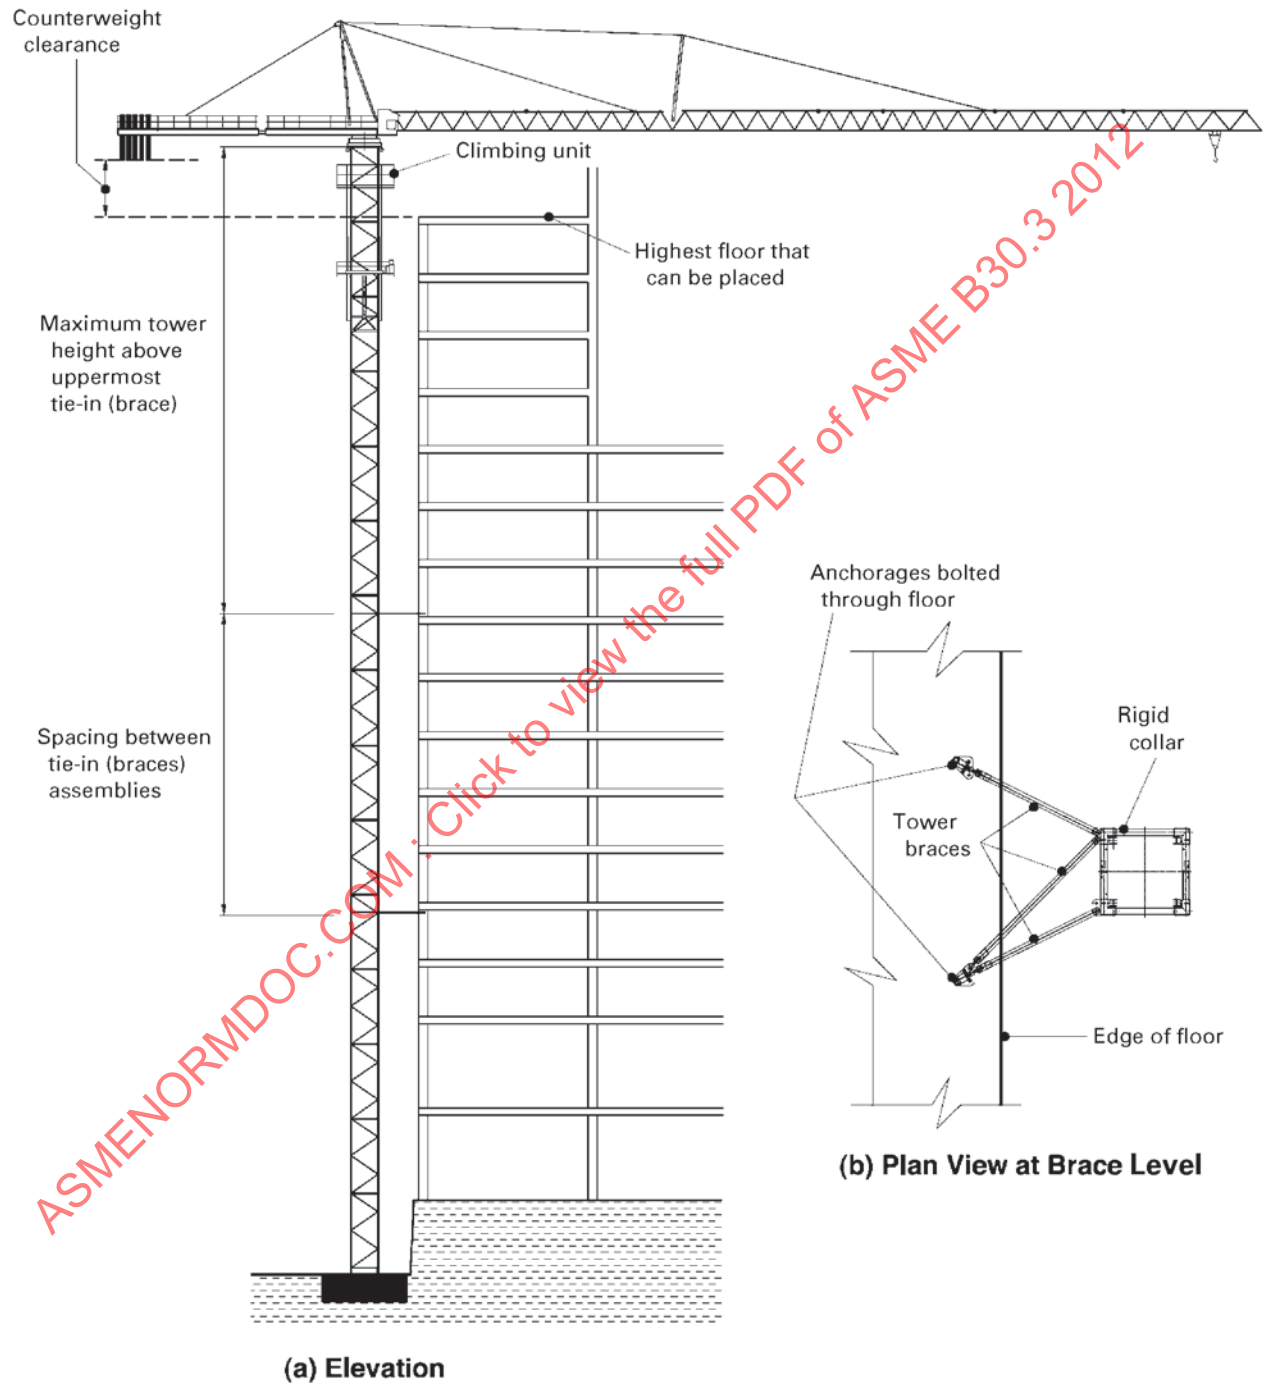 Counterweight
clearance
Climbing unit
Highest floor that
can be placed
Maximum tower
height above
uppermost
tie-in (brace)
Spacing between
tie-in (braces)
assemblies
Anchorages bolted
through floor
Rigid
collar
Tower
braces
Edge of floor
(b) Plan View at Brace Level
(a) Elevation
ASMENORMDOC.COM : Click to view the full PDF of ASME B30.3 2012